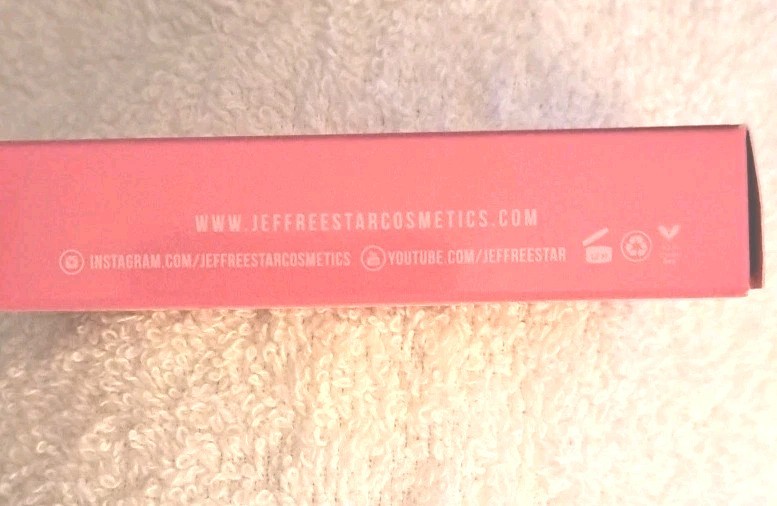 WWW.JEFFREESTARCOSMETICS.COM
INSTAGRAM.COM/JEFFREESTARCOSMETICS YOUTUBE.COM/JEFFREESTAR